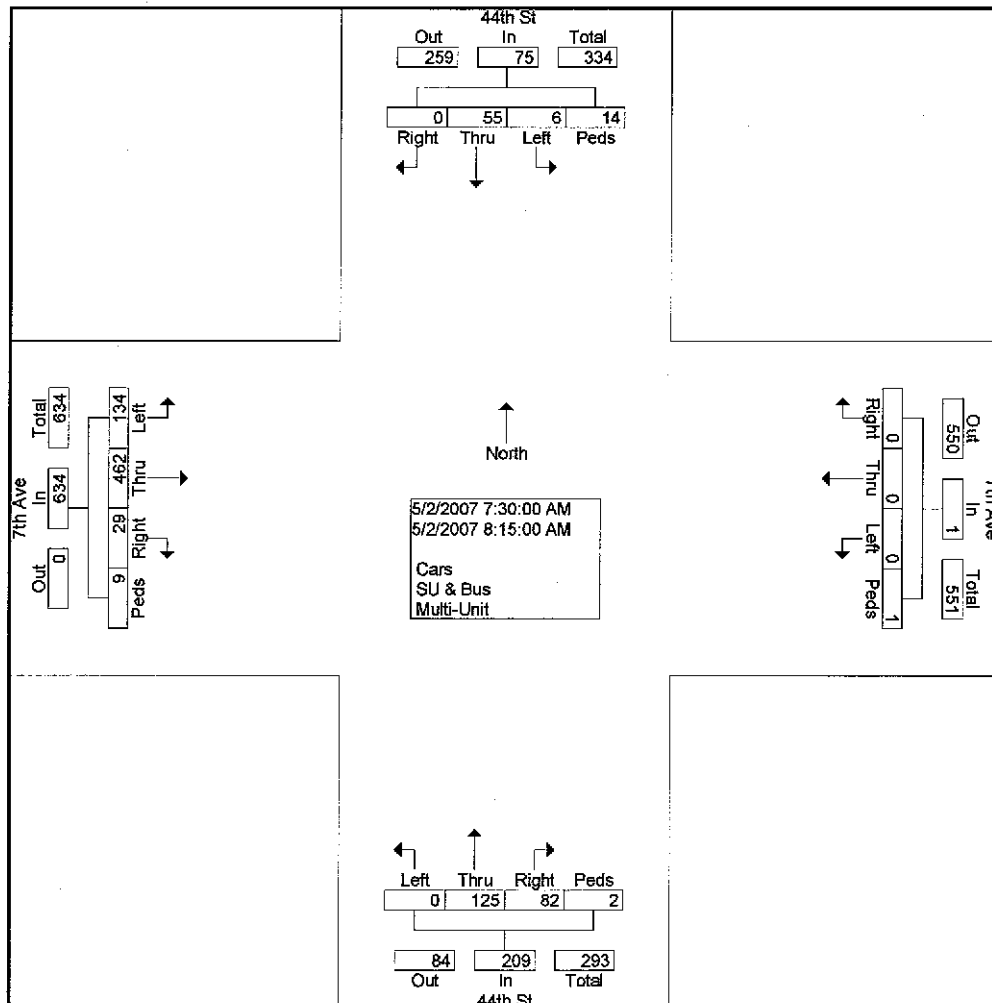 44th St
Out In Total
259 75 334
0 55 6 14
Right Thru Left Peds
7th Ave
Total In Out
634 634 0
134 462 29 9
Left Thru Right Peds
North
5/2/2007 7:30:00 AM
5/2/2007 8:15:00 AM
Cars
SU & Bus
Multi-Unit
Right Thru Left Peds
0 0 0 1
Out In Total
550 1 551
7th Ave
Left Thru Right Peds
0 125 82 2
84 209 293
Out In Total
44th St